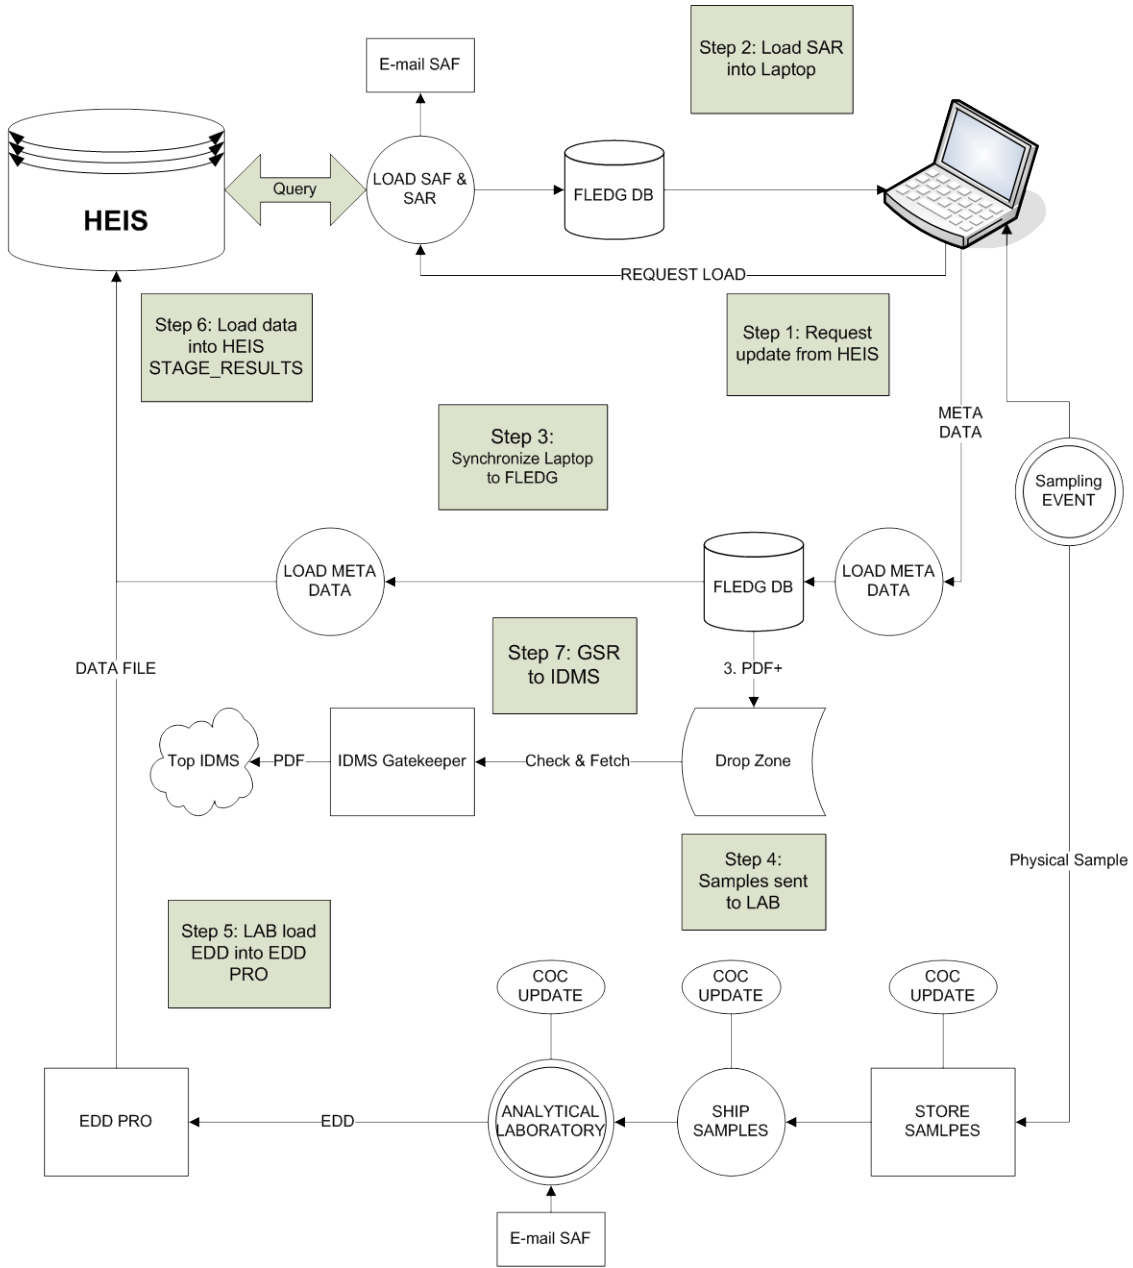 Step 2: Load SAR
into Laptop
E-mail SAF
HEIS
Query
LOAD SAF &
SAR
FLEDG DB
REQUEST LOAD
Step 6: Load data
into HEIS
STAGE_RESULTS
Step 1: Request
update from HEIS
Step 3:
Synchronize Laptop
to FLEDG
META
DATA
Sampling
EVENT
LOAD META
DATA
FLEDG DB
LOAD META
DATA
Step 7: GSR
to IDMS
DATA FILE
3. PDF+
Top IDMS
PDF
IDMS Gatekeeper
Check & Fetch
Drop Zone
Step 4:
Samples sent
to LAB
Physical Sample
Step 5: LAB load
EDD into EDD
PRO
COC
UPDATE
COC
UPDATE
COC
UPDATE
EDD PRO
EDD
ANALYTICAL
LABORATORY
SHIP
SAMPLES
STORE
SAMLPES
E-mail SAF